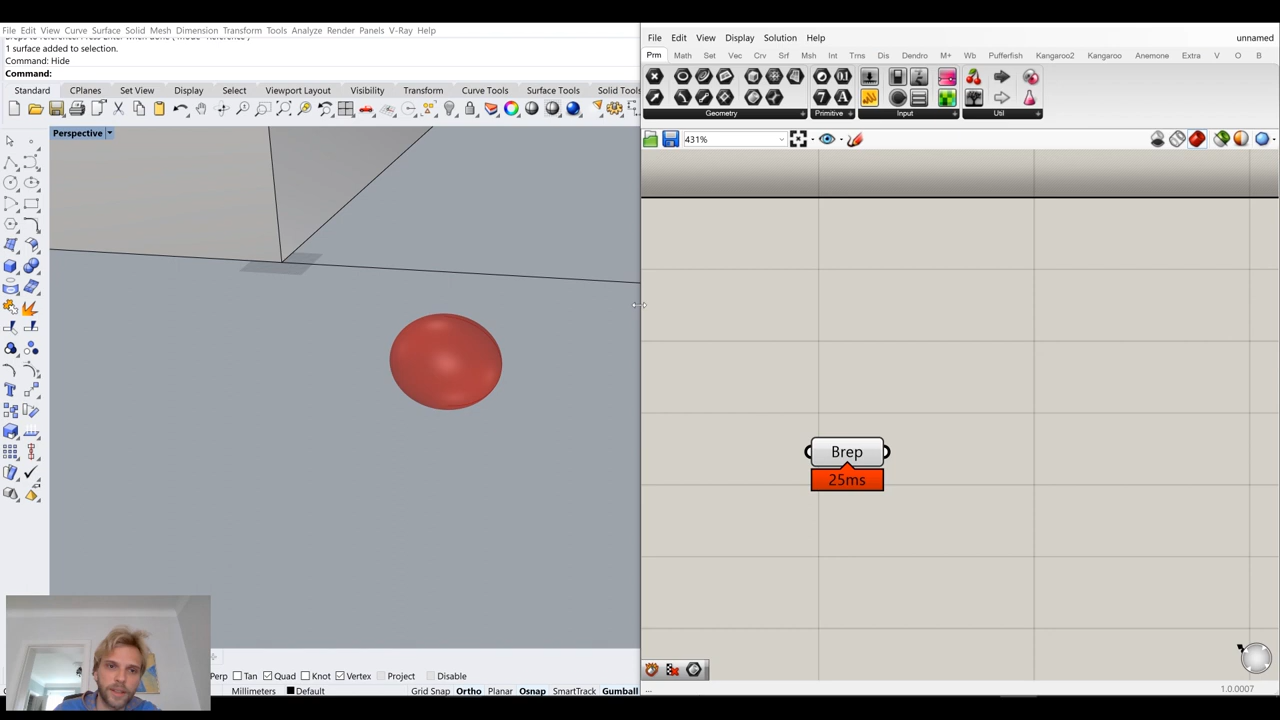 File Edit View Curve Surface Solid Mesh Dimension Transform Tools Analyze Render Panels V-Ray Help
1 surface added to selection.
Command: Hide
Command:
Standard CPlanes Set View Display Select Viewport Layout Visibility Transform Curve Tools Surface Tools Solid Tools
Perspective
Perp Tan Quad Knot Vertex Project Disable
Millimeters Default Grid Snap Ortho Planar Osnap SmartTrack Gumball
File Edit View Display Solution Help unnamed
Prm Math Set Vec Crv Srf Msh Int Trns Dis Dendro M+ Wb Pufferfish Kangaroo2 Kangaroo Anemone Extra V O B
Geometry Primitive Input Util
431%
Brep
25ms
...
1.0.0007